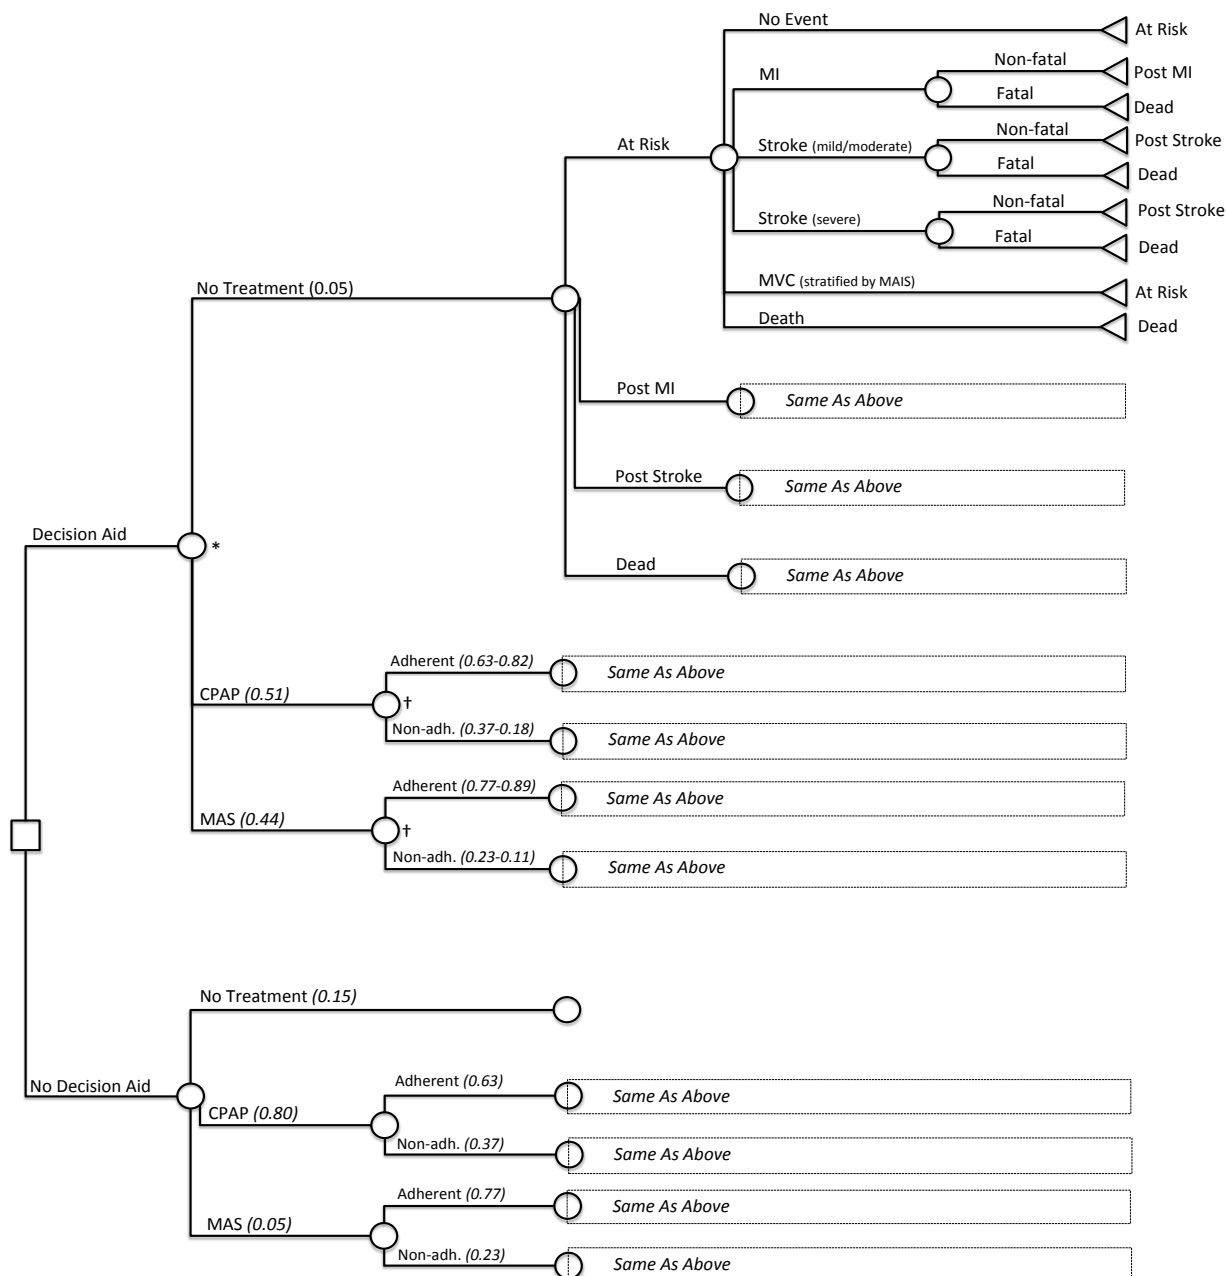 No Event
At Risk
MI
Non-fatal
Post MI
Fatal
Dead
At Risk
Stroke (mild/moderate)
Non-fatal
Post Stroke
Fatal
Dead
Stroke (severe)
Non-fatal
Post Stroke
Fatal
Dead
No Treatment (0.05)
MVC (stratified by MAIS)
At Risk
Death
Dead
Post MI
Same As Above
Post Stroke
Same As Above
Decision Aid
*
Dead
Same As Above
CPAP (0.51)
†
Adherent (0.63-0.82)
Same As Above
Non-adh. (0.37-0.18)
Same As Above
MAS (0.44)
†
Adherent (0.77-0.89)
Same As Above
Non-adh. (0.23-0.11)
Same As Above
No Treatment (0.15)
No Decision Aid
CPAP (0.80)
Adherent (0.63)
Same As Above
Non-adh. (0.37)
Same As Above
MAS (0.05)
Adherent (0.77)
Same As Above
Non-adh. (0.23)
Same As Above